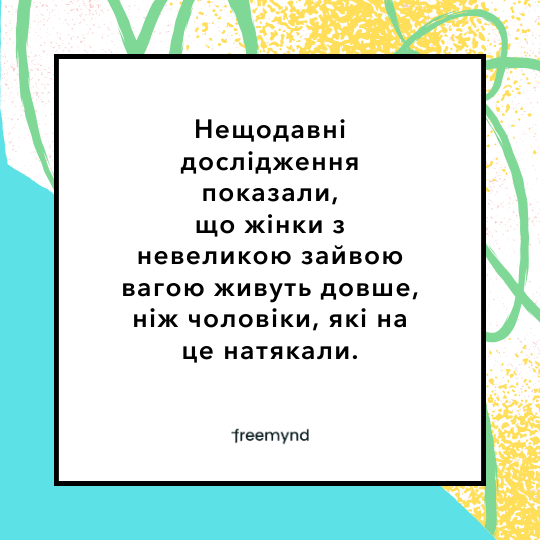 Нещодавні
дослідження
показали,
що жінки з
невеликою зайвою
вагою живуть довше,
ніж чоловіки, які на
це натякали.
freemynd